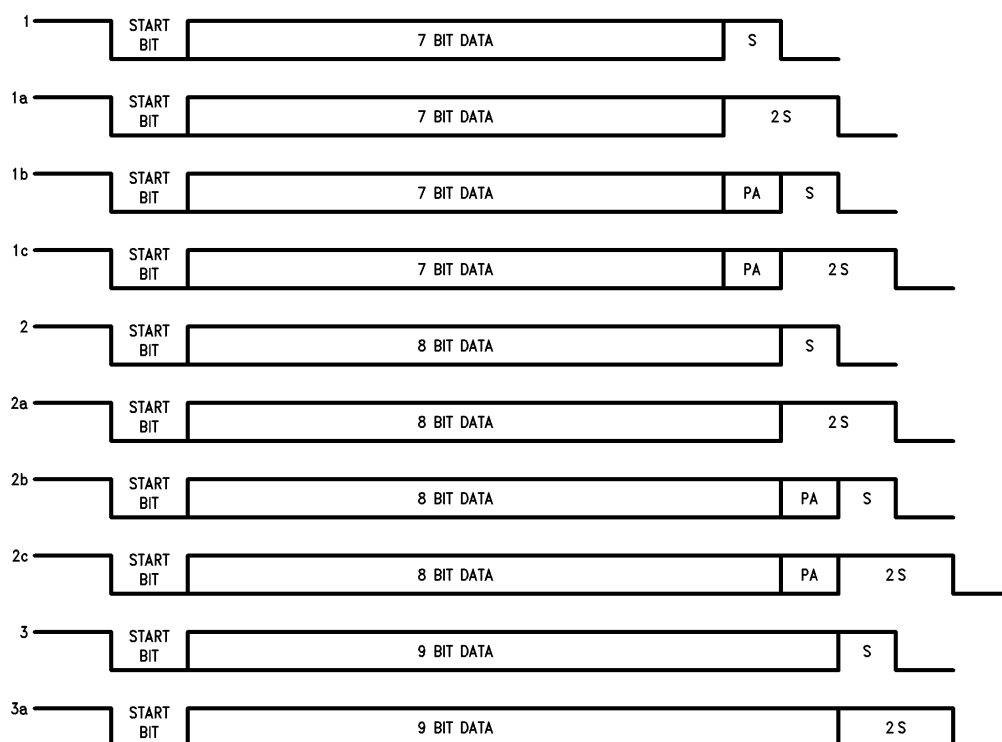 1 START BIT 7 BIT DATA S
1a START BIT 7 BIT DATA 2 S
1b START BIT 7 BIT DATA PA S
1c START BIT 7 BIT DATA PA 2 S
2 START BIT 8 BIT DATA S
2a START BIT 8 BIT DATA 2 S
2b START BIT 8 BIT DATA PA S
2c START BIT 8 BIT DATA PA 2 S
3 START BIT 9 BIT DATA S
3a START BIT 9 BIT DATA 2 S